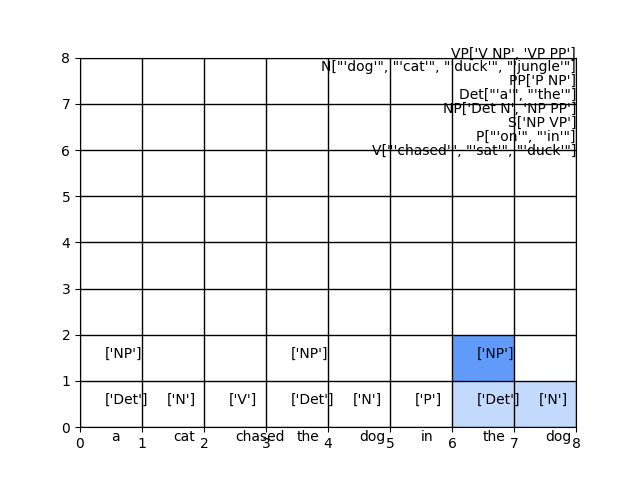 VP['V NP', 'VP PP']
N["'dog'", "'cat'", "'duck'", "'jungle'"]
PP['P NP']
Det["'a'", "'the'"]
NP['Det N', 'NP PP']
S['NP VP']
P["'on'", "'in'"]
V["'chased'", "'sat'", "'duck'"]
8
7
6
5
4
3
2
['NP'] ['NP'] ['NP']
1
['Det'] ['N'] ['V'] ['Det'] ['N'] ['P'] ['Det'] ['N']
0
a cat chased the dog in the dog
0 1 2 3 4 5 6 7 8